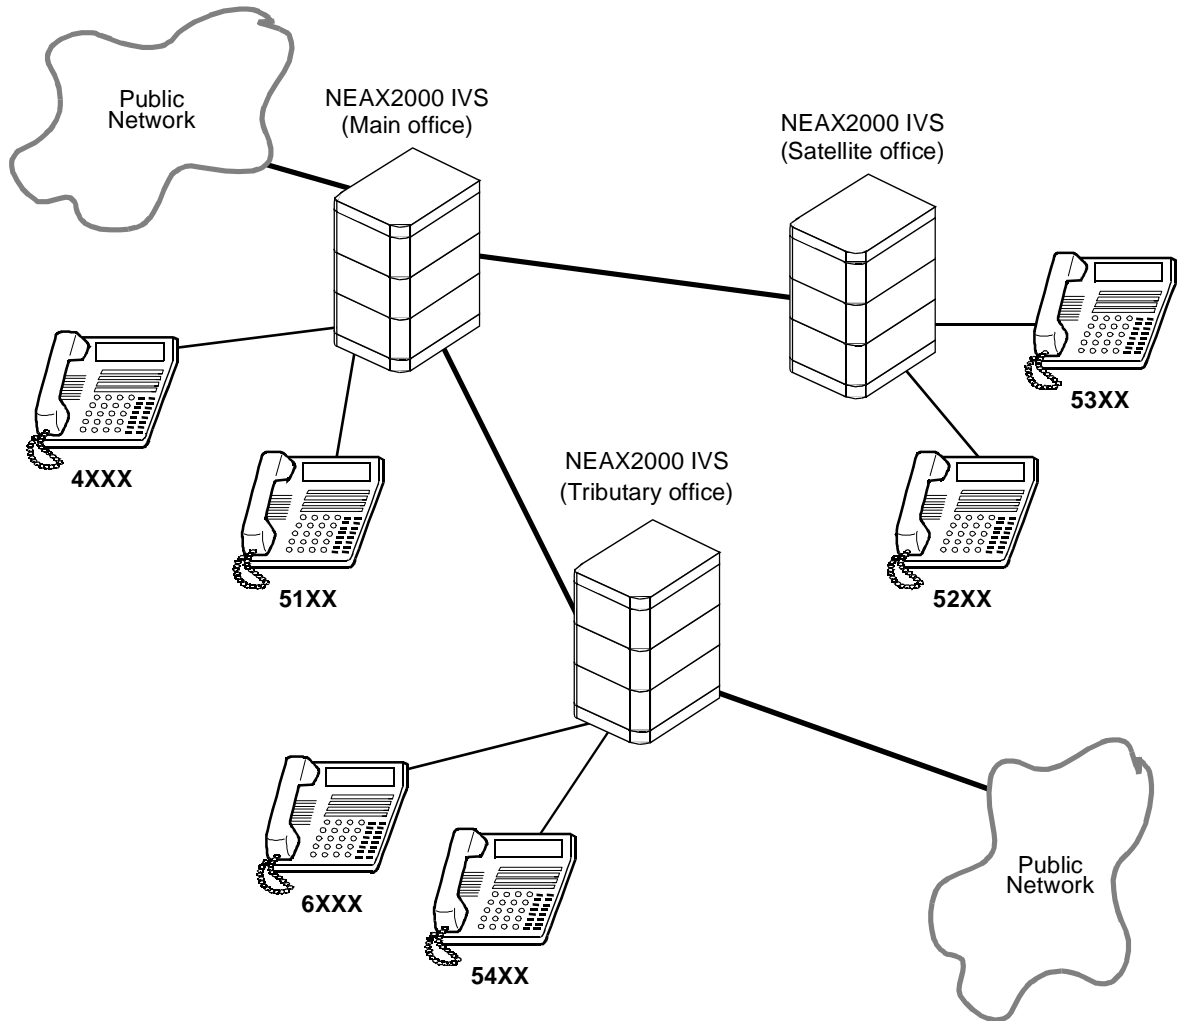 Public
Network
NEAX2000 IVS
(Main office)
NEAX2000 IVS
(Satellite office)
4XXX
51XX
53XX
52XX
NEAX2000 IVS
(Tributary office)
6XXX
54XX
Public
Network